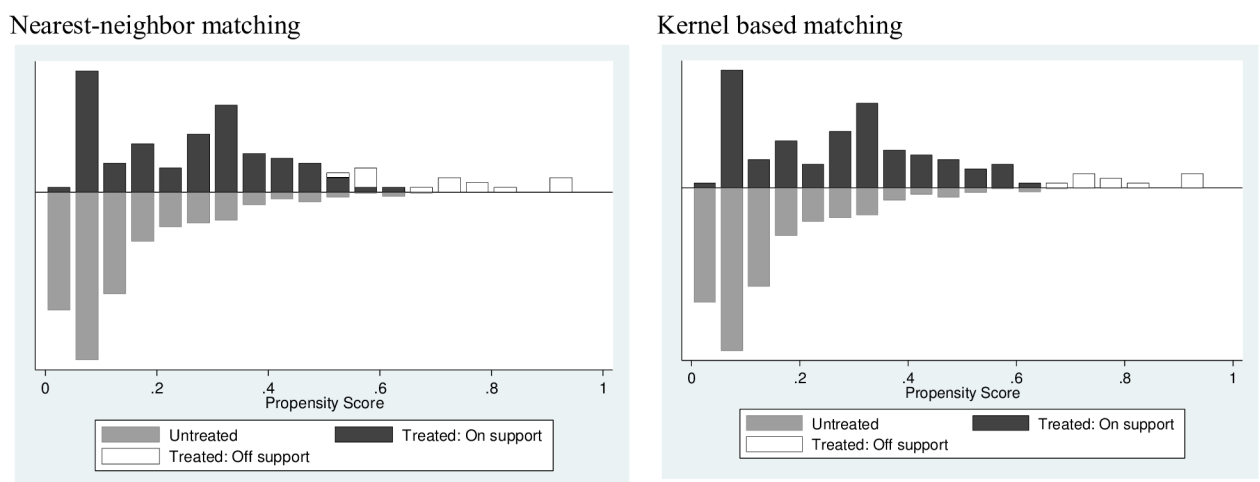 Nearest-neighbor matching
Kernel based matching
0 .2 .4 .6 .8 1
Propensity Score
Untreated
Treated: On support
Treated: Off support
0 .2 .4 .6 .8 1
Propensity Score
Untreated
Treated: On support
Treated: Off support